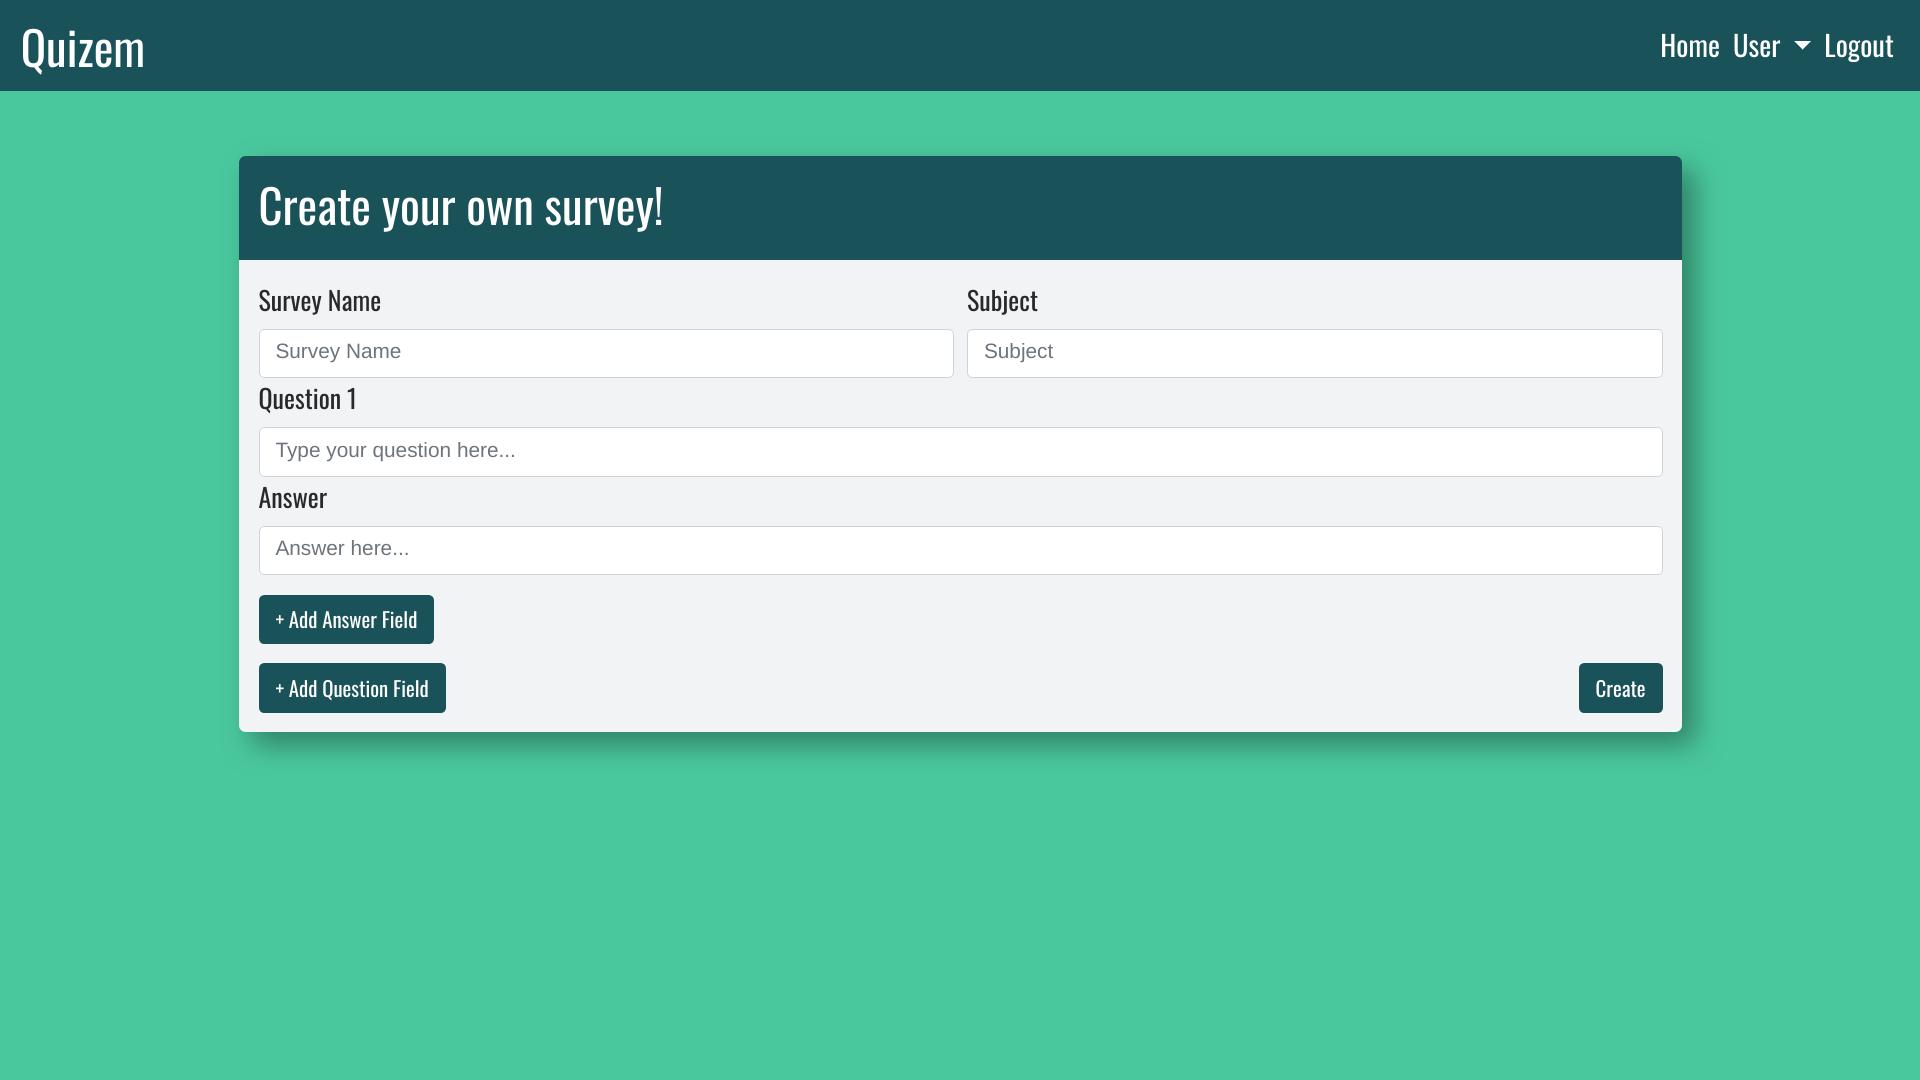 Quizem
Home User Logout
Create your own survey!
Survey Name
Subject
Survey Name
Subject
Question 1
Type your question here...
Answer
Answer here...
+ Add Answer Field
+ Add Question Field
Create